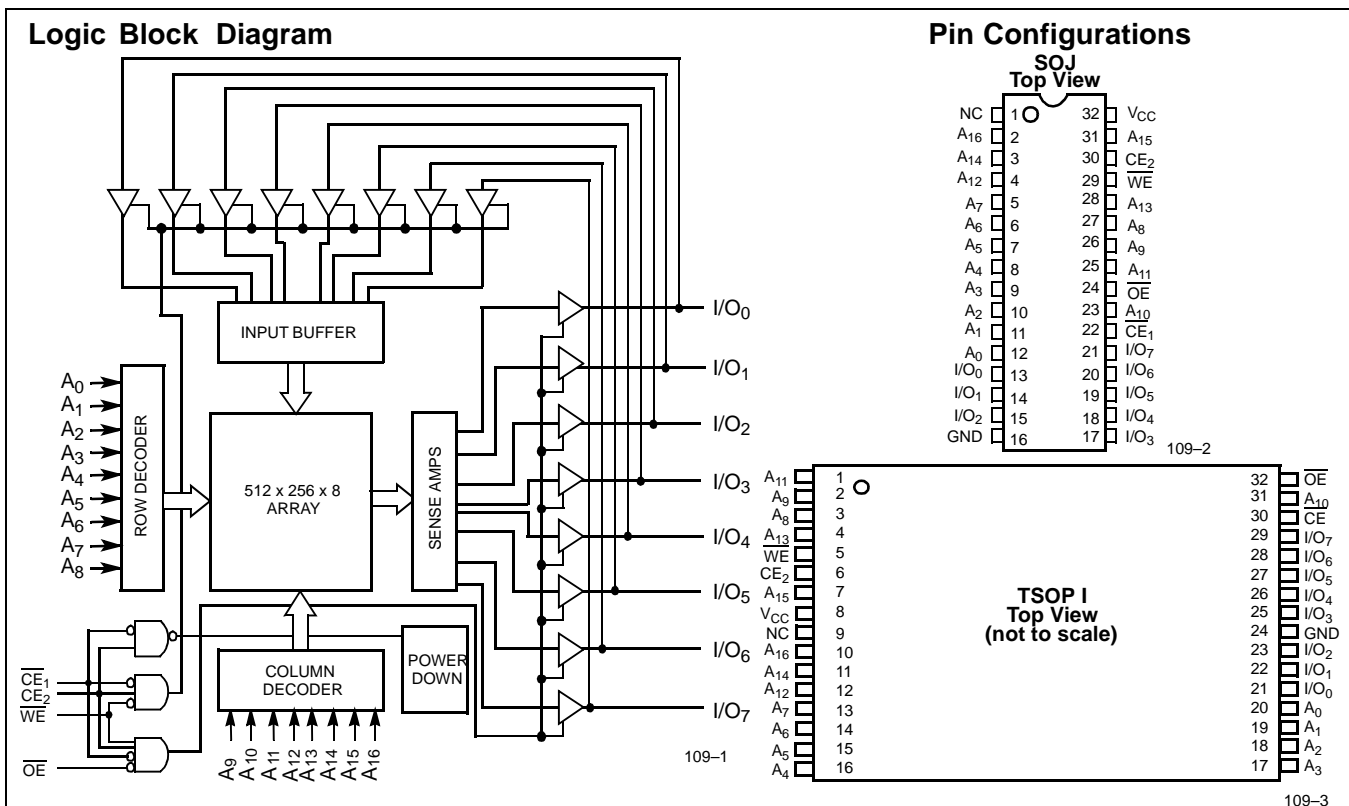 Logic Block Diagram
INPUT BUFFER
A0
A1
A2
A3
A4
A5
A6
A7
A8
ROW DECODER
512 x 256 x 8
ARRAY
SENSE AMPS
I/O0
I/O1
I/O2
I/O3
I/O4
I/O5
I/O6
I/O7
COLUMN
DECODER
POWER
DOWN
CE1
CE2
WE
OE
A9
A10
A11
A12
A13
A14
A15
A16
109–1
Pin Configurations
SOJ
Top View
NC 1 32 VCC
A16 2 31 A15
A14 3 30 CE2
A12 4 29 WE
A7 5 28 A13
A6 6 27 A8
A5 7 26 A9
A4 8 25 A11
A3 9 24 OE
A2 10 23 A10
A1 11 22 CE1
A0 12 21 I/O7
I/O0 13 20 I/O6
I/O1 14 19 I/O5
I/O2 15 18 I/O4
GND 16 17 I/O3
109–2
TSOP I
Top View
(not to scale)
A11 1 32 OE
A9 2 31 A10
A8 3 30 CE
A13 4 29 I/O7
WE 5 28 I/O6
CE2 6 27 I/O5
A15 7 26 I/O4
VCC 8 25 I/O3
NC 9 24 GND
A16 10 23 I/O2
A14 11 22 I/O1
A12 12 21 I/O0
A7 13 20 A0
A6 14 19 A1
A5 15 18 A2
A4 16 17 A3
109–3